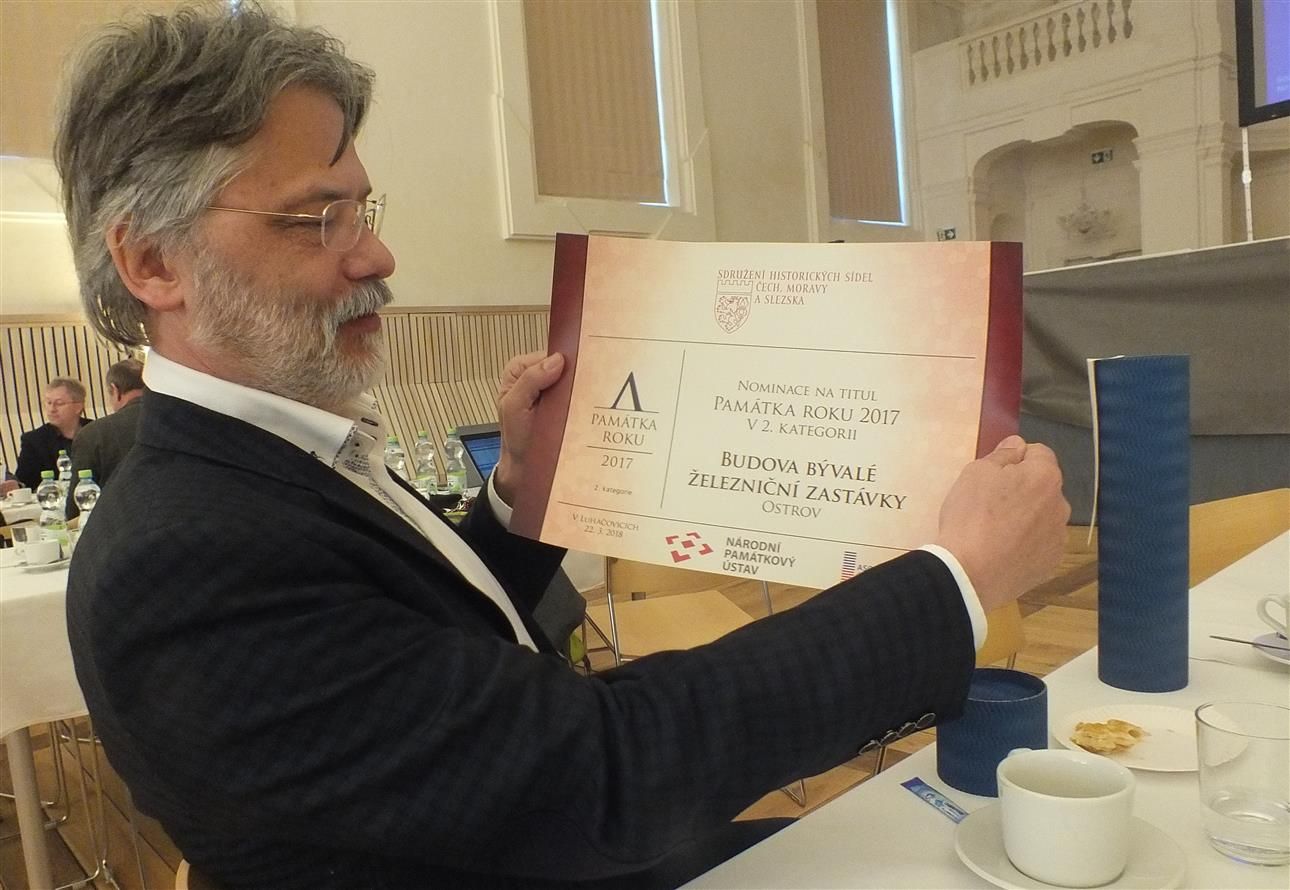 SDRUŽENÍ HISTORICKÝCH SÍDEL
ČECH, MORAVY
A SLEZSKA
PAMÁTKA
ROKU
2017
2. kategorie
V LUHAČOVICÍCH
22. 3. 2018
NOMINACE NA TITUL
PAMÁTKA ROKU 2017
V 2. KATEGORII
BUDOVA BÝVALÉ
ŽELEZNIČNÍ ZASTÁVKY
OSTROV
NÁRODNÍ
PAMÁTKOVÝ
ÚSTAV